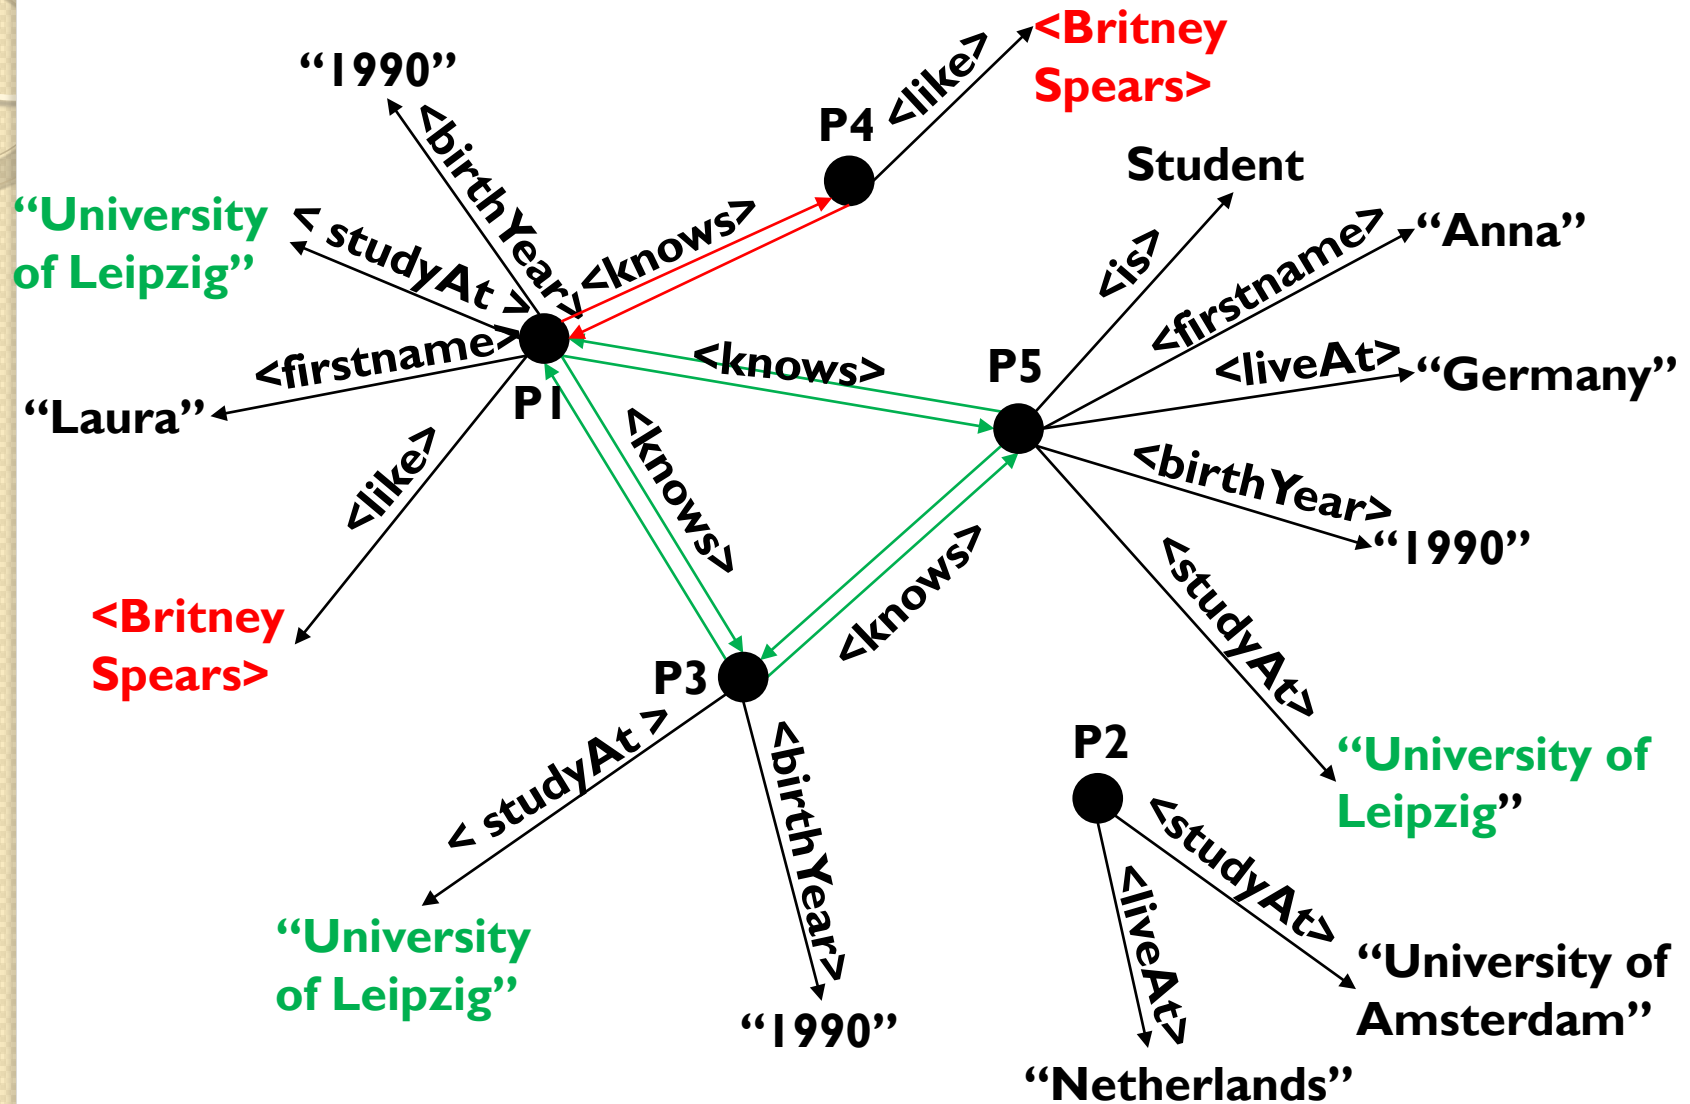 <Britney
Spears>
“1990”
<like>
P4
<birthYear>
Student
“University
of Leipzig”
< studyAt >
<knows>
<is>
<firstname>
“Anna”
<firstname>
<knows>
P5
<liveAt>
“Germany”
“Laura”
P1
<like>
<knows>
<birthYear>
“1990”
<Britney
Spears>
<knows>
<studyAt>
P3
< studyAt >
<birthYear>
P2
“University of
Leipzig”
<studyAt>
<liveAt>
“University
of Leipzig”
“University of
Amsterdam”
“1990”
“Netherlands”